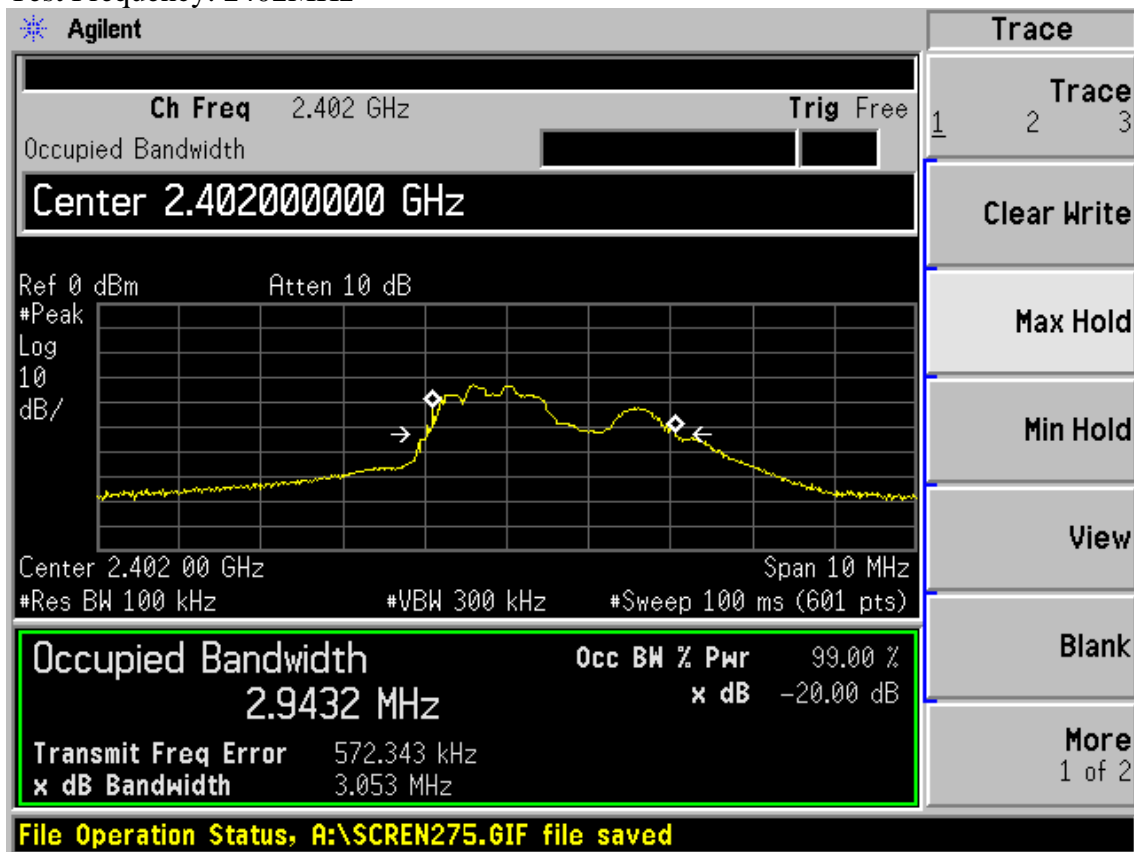 Agilent
Trace
Ch Freq 2.402 GHz Trig Free
Occupied Bandwidth
Center 2.402000000 GHz
Ref 0 dBm Atten 10 dB
#Peak
Log
10
dB/
Center 2.402 00 GHz Span 10 MHz
#Res BW 100 kHz #VBW 300 kHz #Sweep 100 ms (601 pts)
Occupied Bandwidth Occ BW % Pwr 99.00 %
2.9432 MHz x dB -20.00 dB
Transmit Freq Error 572.343 kHz
x dB Bandwidth 3.053 MHz
File Operation Status, A:\SCREN275.GIF file saved
Trace
1 2 3
Clear Write
Max Hold
Min Hold
View
Blank
More
1 of 2